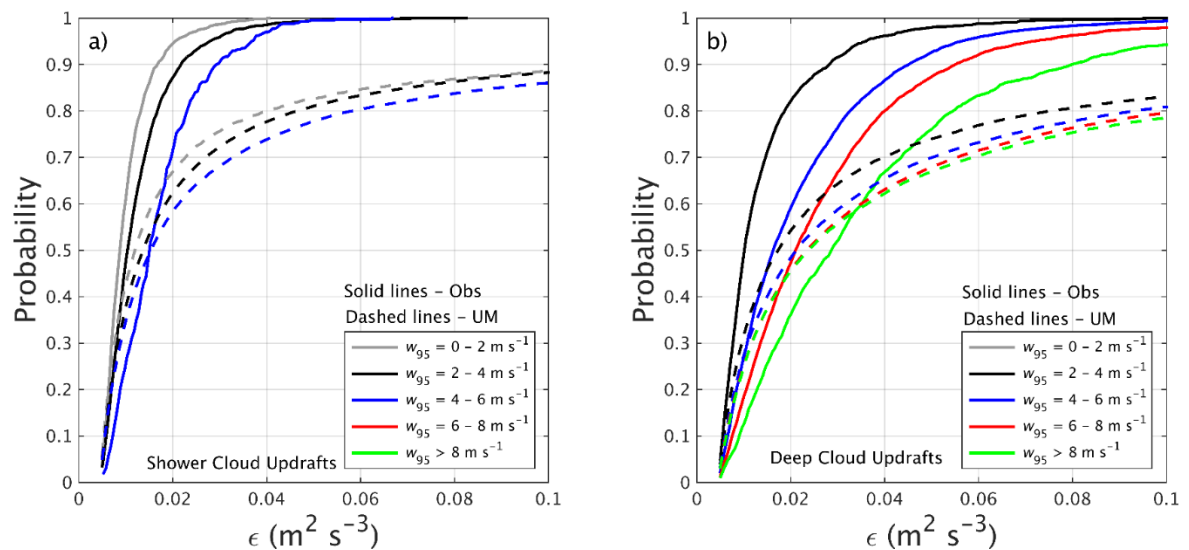 a)
Probability
1
0.9
0.8
0.7
0.6
0.5
0.4
0.3
0.2
0.1
0
Solid lines – Obs
Dashed lines – UM
w₉₅ = 0 – 2 m s⁻¹
w₉₅ = 2 – 4 m s⁻¹
w₉₅ = 4 – 6 m s⁻¹
w₉₅ = 6 – 8 m s⁻¹
w₉₅ > 8 m s⁻¹
Shower Cloud Updrafts
0 0.02 0.04 0.06 0.08 0.1
ϵ (m² s⁻³)
b)
Probability
1
0.9
0.8
0.7
0.6
0.5
0.4
0.3
0.2
0.1
0
Solid lines – Obs
Dashed lines – UM
w₉₅ = 0 – 2 m s⁻¹
w₉₅ = 2 – 4 m s⁻¹
w₉₅ = 4 – 6 m s⁻¹
w₉₅ = 6 – 8 m s⁻¹
w₉₅ > 8 m s⁻¹
Deep Cloud Updrafts
0 0.02 0.04 0.06 0.08 0.1
ϵ (m² s⁻³)